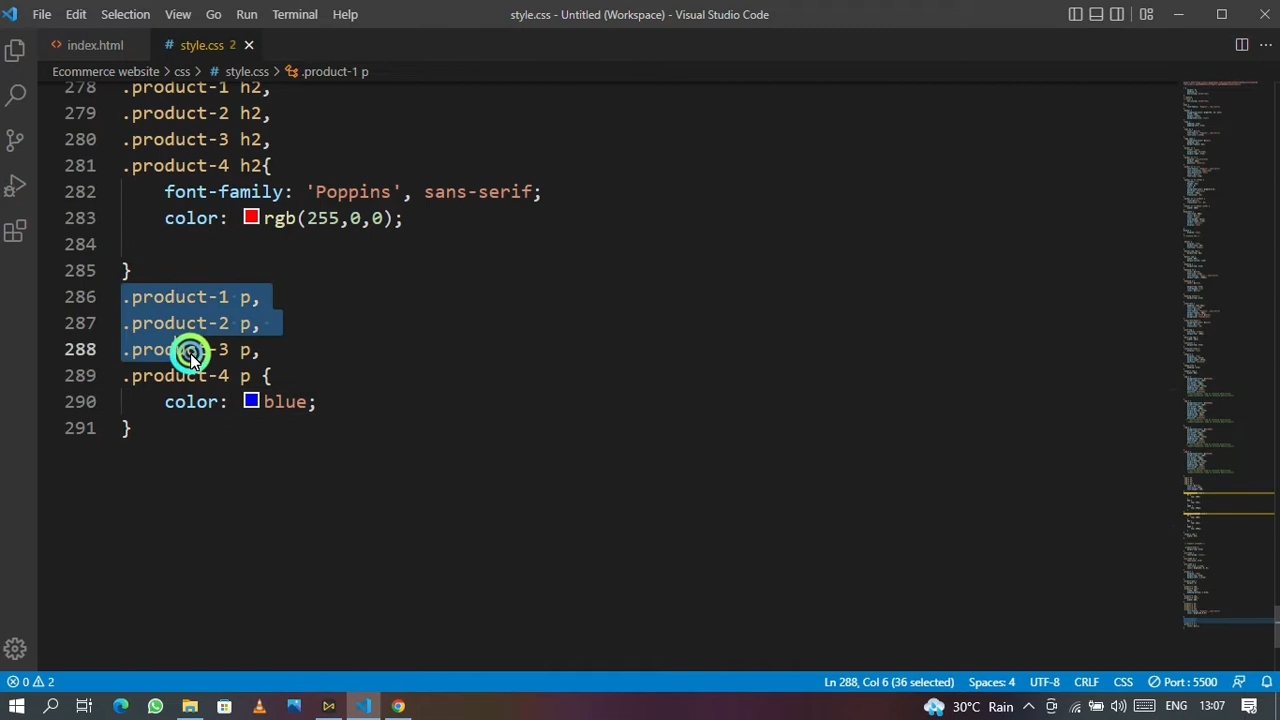 File Edit Selection View Go Run Terminal Help style.css - Untitled (Workspace) - Visual Studio Code
index.html # style.css 2
Ecommerce website > css > # style.css > .product-1 p
278 .product-1 h2,
279 .product-2 h2,
280 .product-3 h2,
281 .product-4 h2{
282 font-family: 'Poppins', sans-serif;
283 color: rgb(255,0,0);
284
285 }
286 .product-1 p,
287 .product-2 p,
288 .product-3 p,
289 .product-4 p {
290 color: blue;
291 }
0 2 Ln 288, Col 6 (36 selected) Spaces: 4 UTF-8 CRLF CSS Port : 5500
30°C Rain ENG 13:07